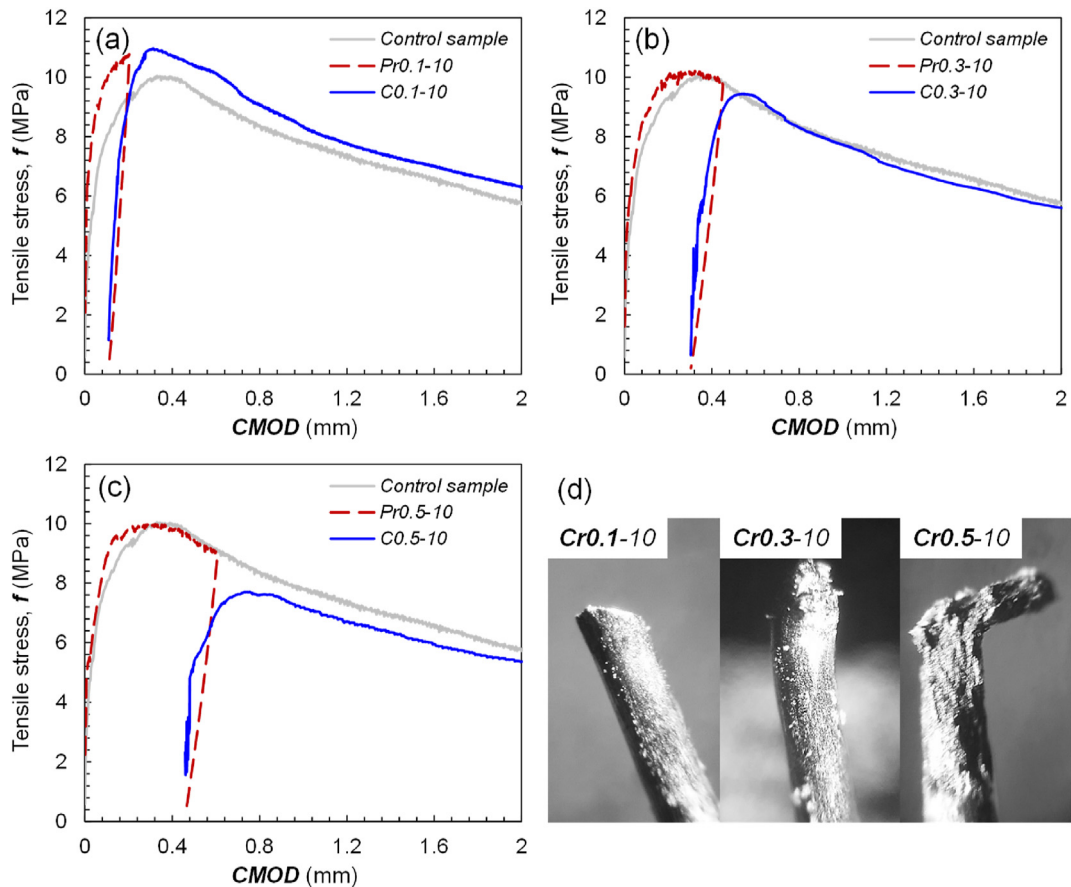 (a)
Control sample
Pr0.1-10
C0.1-10
12
10
8
6
4
2
0
Tensile stress, f (MPa)
0
0.4
0.8
1.2
1.6
2
CMOD (mm)
(b)
Control sample
Pr0.3-10
C0.3-10
12
10
8
6
4
2
0
Tensile stress, f (MPa)
0
0.4
0.8
1.2
1.6
2
CMOD (mm)
(c)
Control sample
Pr0.5-10
C0.5-10
12
10
8
6
4
2
0
Tensile stress, f (MPa)
0
0.4
0.8
1.2
1.6
2
CMOD (mm)
(d)
Cr0.1-10
Cr0.3-10
Cr0.5-10